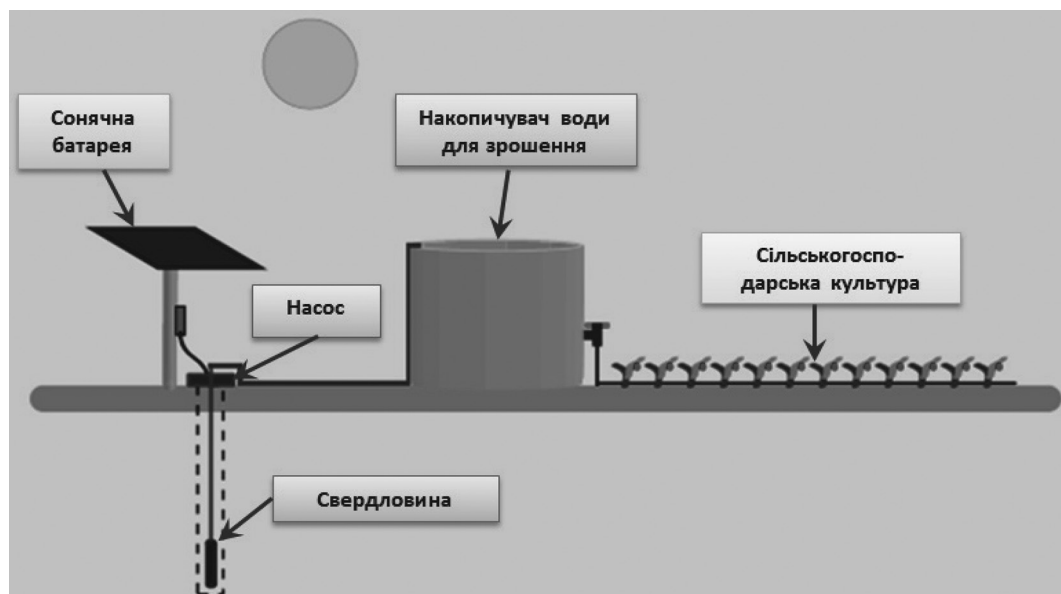 Сонячна
батарея
Накопичувач води
для зрошення
Сільськогоспо-
дарська культура
Насос
Свердловина